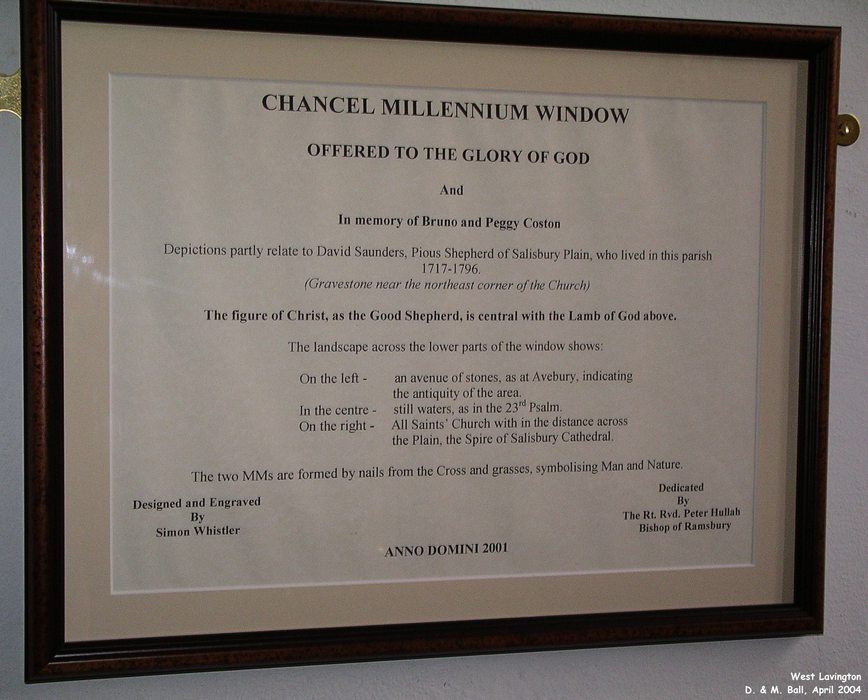 CHANCEL MILLENNIUM WINDOW
OFFERED TO THE GLORY OF GOD
And
In memory of Bruno and Peggy Coston
Depictions partly relate to David Saunders, Pious Shepherd of Salisbury Plain, who lived in this parish
1717-1796.
(Gravestone near the northeast corner of the Church)
The figure of Christ, as the Good Shepherd, is central with the Lamb of God above.
The landscape across the lower parts of the window shows:
On the left - an avenue of stones, as at Avebury, indicating
the antiquity of the area.
In the centre - still waters, as in the 23rd Psalm.
On the right - All Saints' Church with in the distance across
the Plain, the Spire of Salisbury Cathedral.
The two MMs are formed by nails from the Cross and grasses, symbolising Man and Nature.
Designed and Engraved
By
Simon Whistler
Dedicated
By
The Rt. Rvd. Peter Hullah
Bishop of Ramsbury
ANNO DOMINI 2001
West Lavington
D. & M. Ball, April 2004